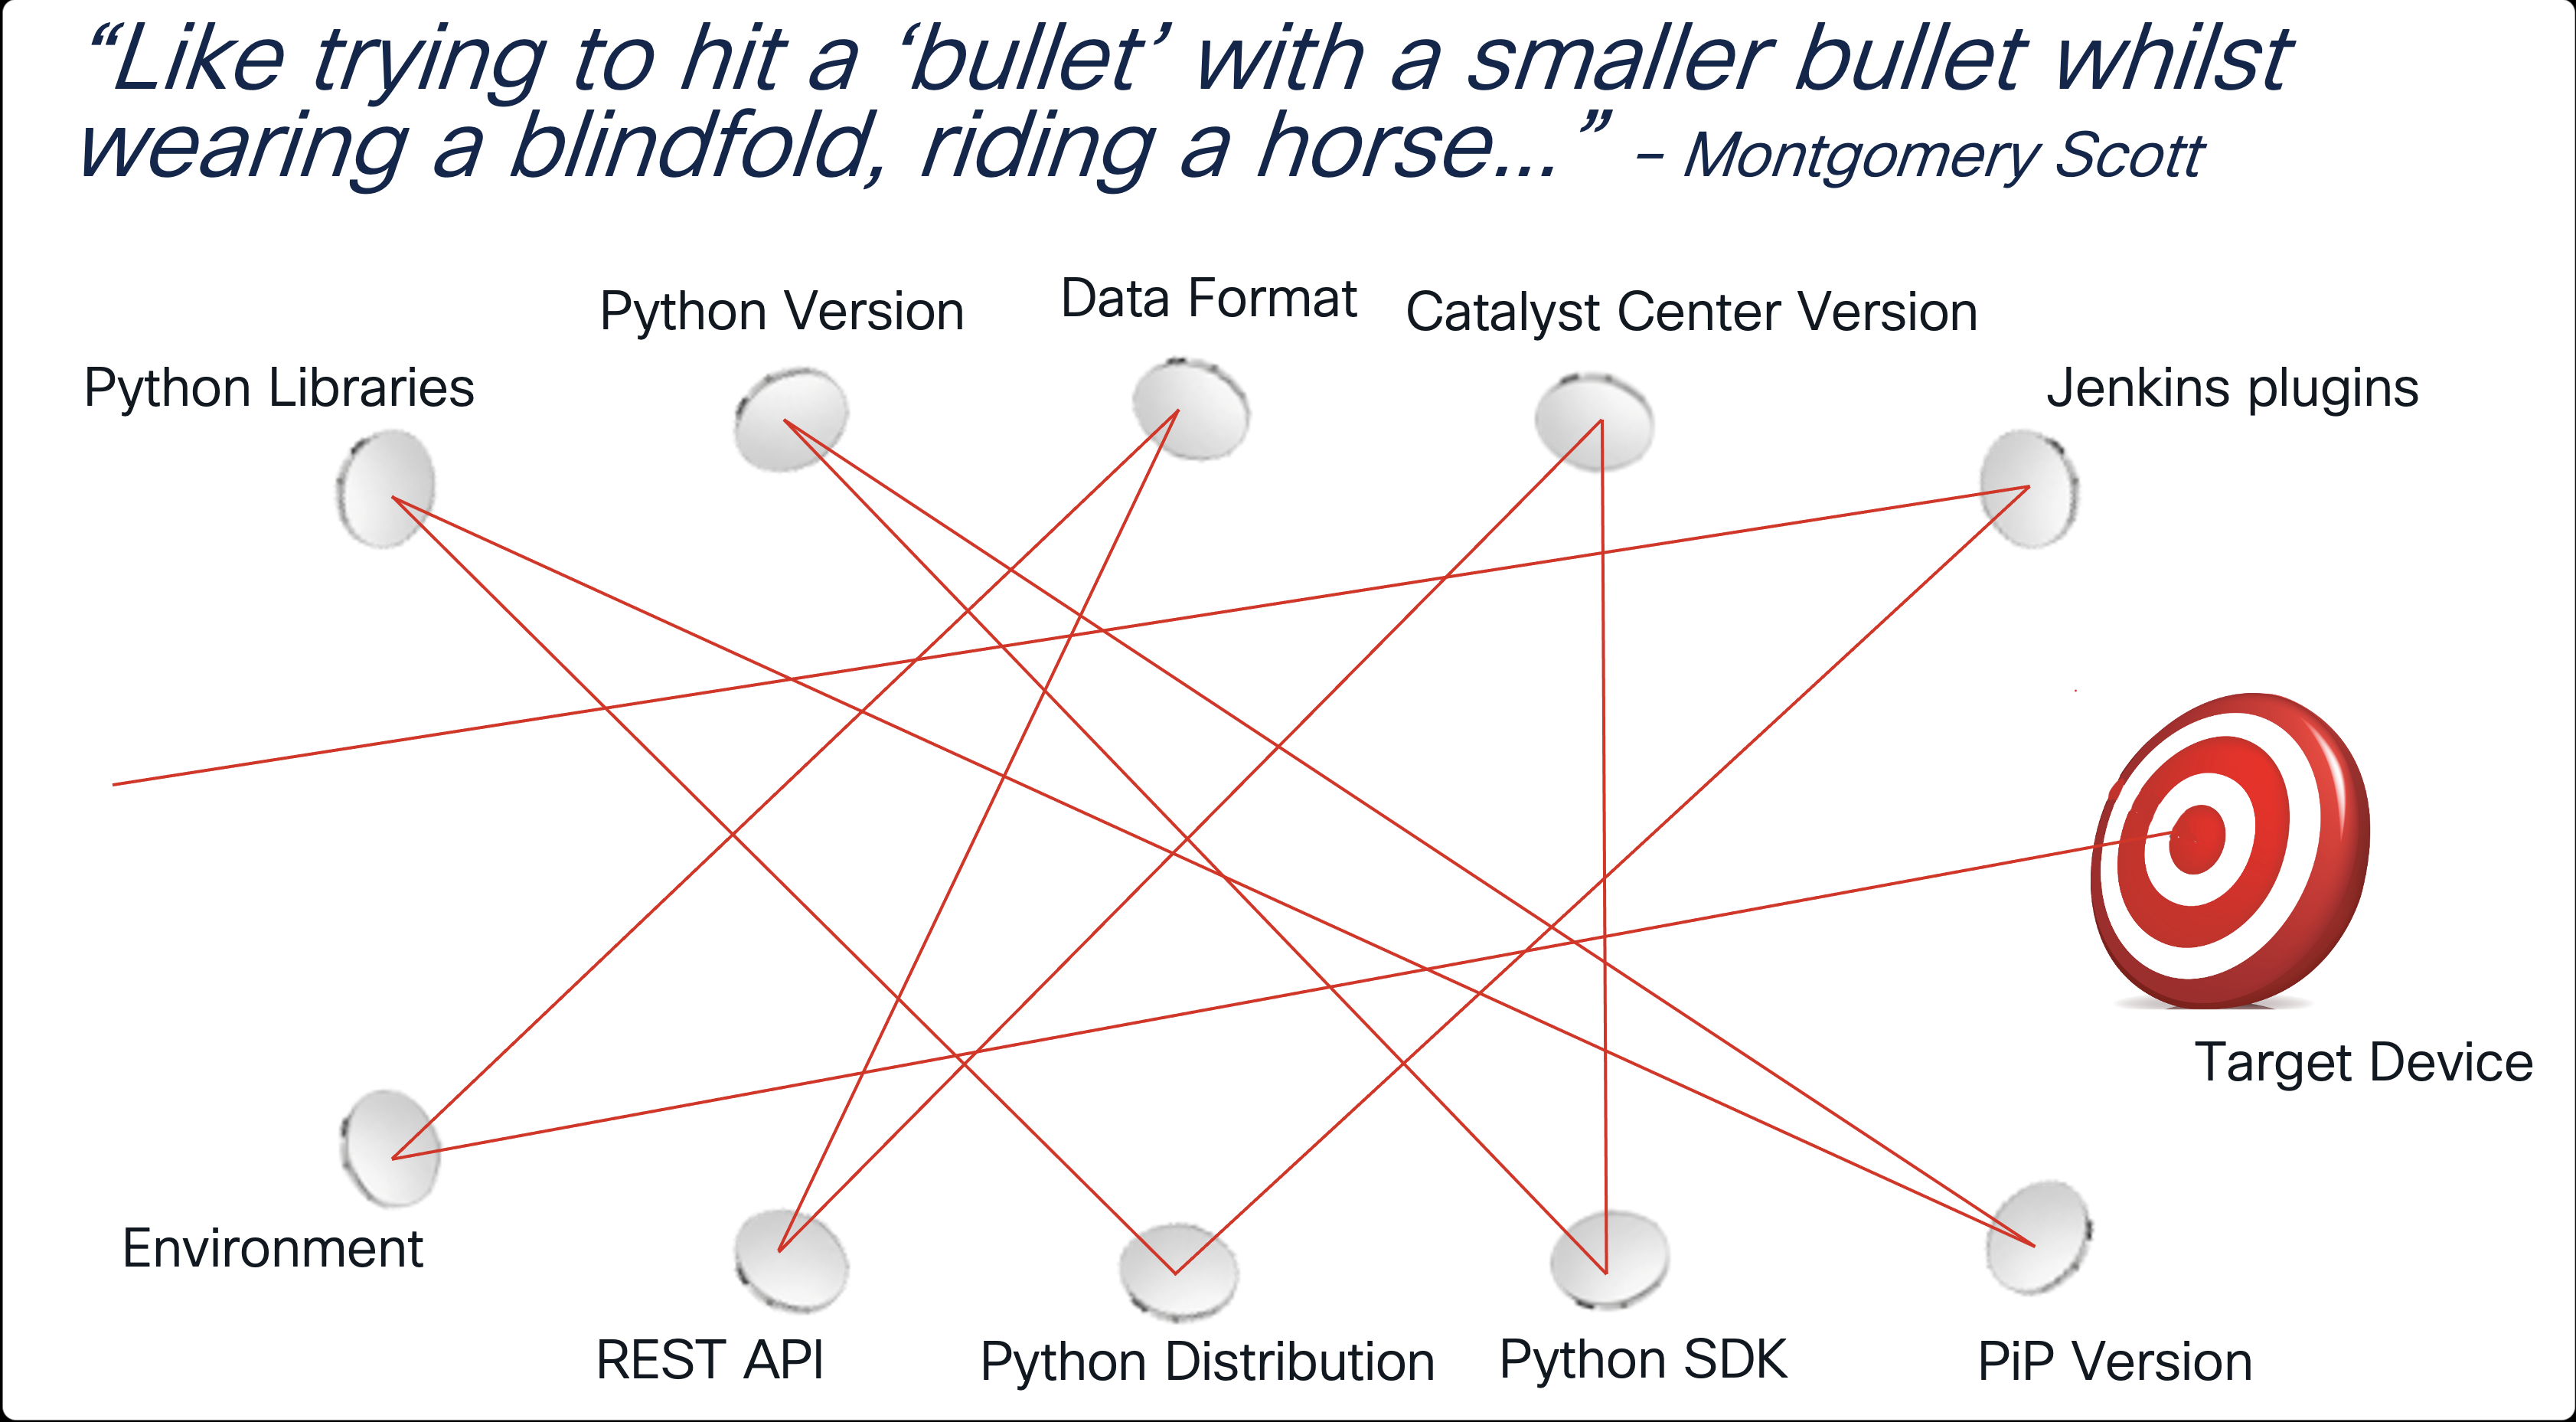 “Like trying to hit a ‘bullet’ with a smaller bullet whilst
wearing a blindfold, riding a horse...” – Montgomery Scott
Python Libraries
Python Version
Data Format
Catalyst Center Version
Jenkins plugins
Target Device
Environment
REST API
Python Distribution
Python SDK
PiP Version